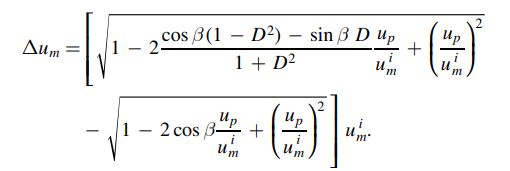 Δu_m = [ √(1 − 2 (cos β(1 − D²) − sin β D)/(1 + D²) u_p/u_m^i + (u_p/u_m^i)²)
− √(1 − 2 cos β u_p/u_m^i + (u_p/u_m^i)²) ] u_m^i.